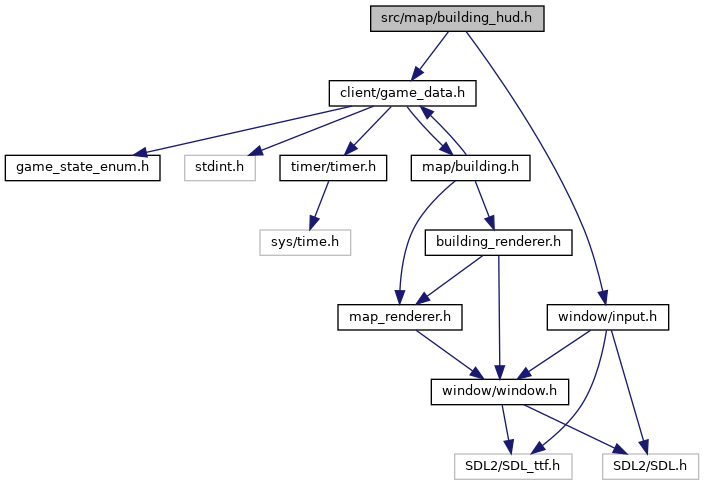 src/map/building_hud.h
client/game_data.h
game_state_enum.h
stdint.h
timer/timer.h
map/building.h
sys/time.h
building_renderer.h
map_renderer.h
window/input.h
window/window.h
SDL2/SDL_ttf.h
SDL2/SDL.h